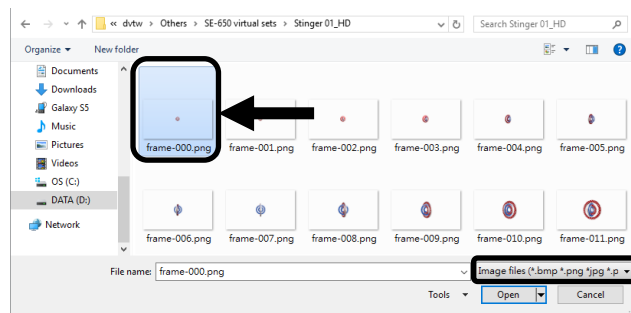 « dvtw › Others › SE-650 virtual sets › Stinger 01_HD
Search Stinger 01_HD
Organize
New folder
Documents
Downloads
Galaxy S5
Music
Pictures
Videos
OS (C:)
DATA (D:)
Network
frame-000.png frame-001.png frame-002.png frame-003.png frame-004.png frame-005.png
frame-006.png frame-007.png frame-008.png frame-009.png frame-010.png frame-011.png
File name: frame-000.png
Image files (*.bmp *.png *jpg *.p
Tools
Open
Cancel